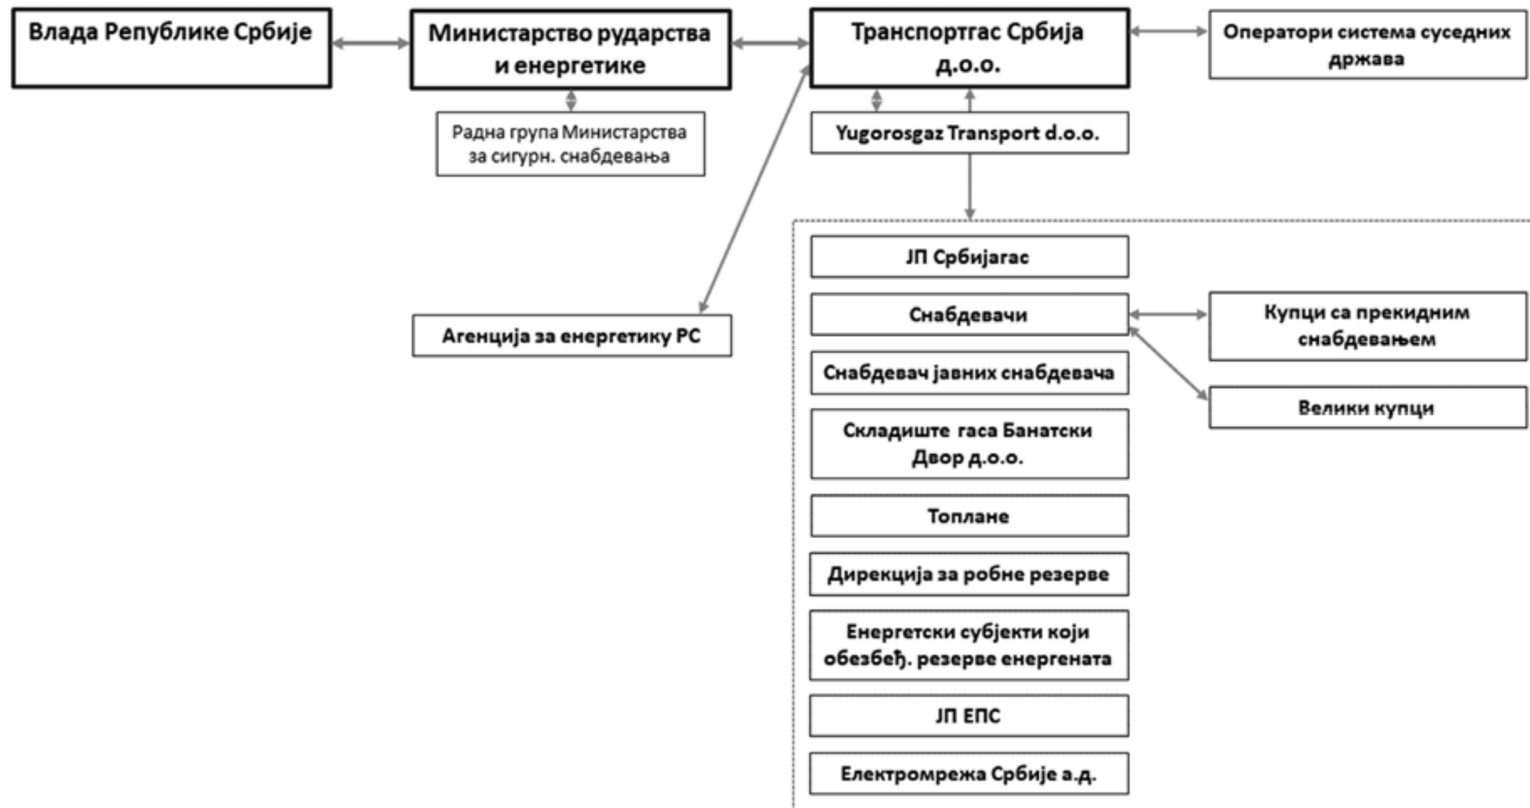 Влада Републике Србије
Министарство рударства
и енергетике
Транспортгас Србија
д.о.о.
Оператори система суседних
држава
Радна група Министарства
за сигурн. снабдевања
Yugorosgaz Transport d.o.o.
Агенција за енергетику РС
ЈП Србијагас
Снабдевачи
Купци са прекидним
снабдевањем
Велики купци
Снабдевач јавних снабдевача
Складиште гаса Банатски
Двор д.о.о.
Топлане
Дирекција за робне резерве
Енергетски субјекти који
обезбеђ. резерве енергената
ЈП ЕПС
Електромрежа Србије а.д.